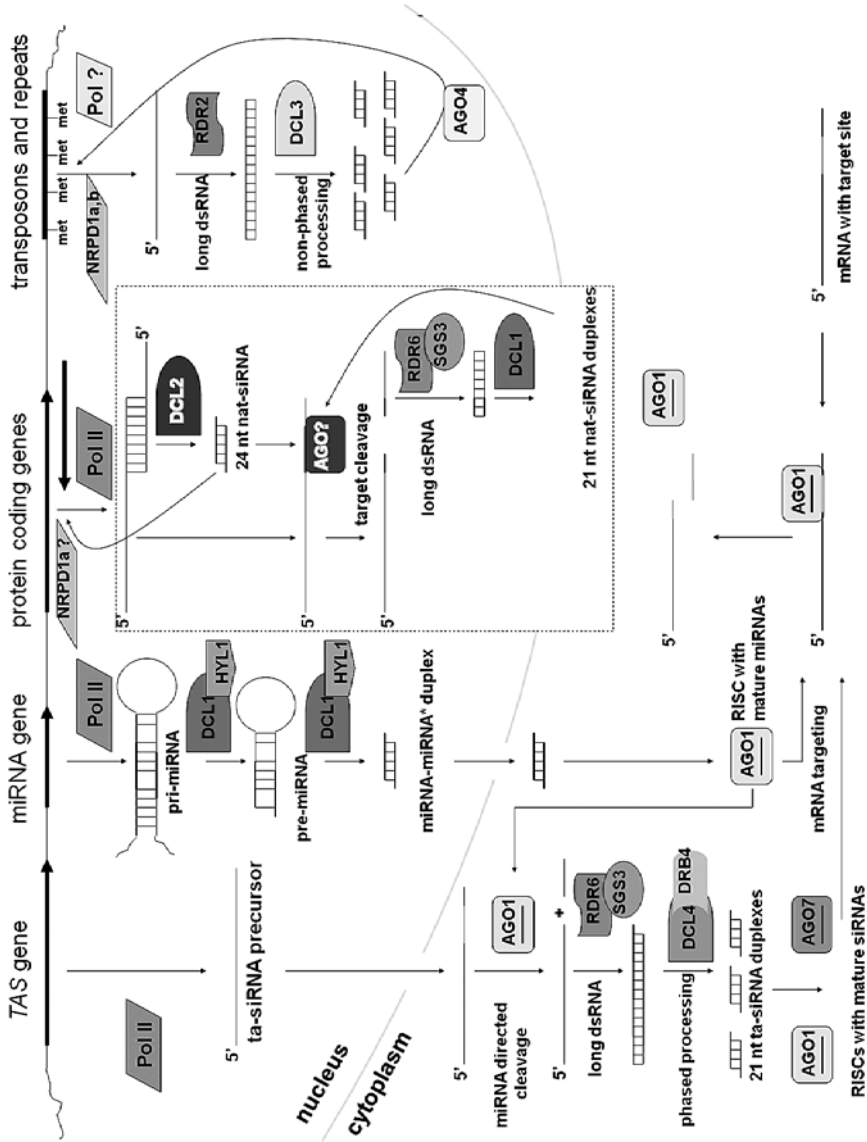 TAS gene
miRNA gene
protein coding genes
transposons and repeats
Pol II
ta-siRNA precursor
5'
nucleus
cytoplasm
5'
miRNA directed
cleavage
AGO1
5'
+
long dsRNA
RDR6
SGS3
phased processing
DCL4
DRB4
21 nt ta-siRNA duplexes
AGO1
AGO7
RISCs with mature siRNAs
Pol II
pri-miRNA
DCL1
HYL1
pre-miRNA
DCL1
HYL1
miRNA-miRNA* duplex
AGO1
RISC with
mature miRNAs
mRNA targeting
NRPD1a ?
Pol II
5'
5'
DCL2
24 nt nat-siRNA
5'
AGO?
target cleavage
5'
long dsRNA
RDR6
SGS3
DCL1
21 nt nat-siRNA duplexes
AGO1
5'
AGO1
5'
met
met
met
met
NRPD1a,b
Pol ?
5'
long dsRNA
RDR2
non-phased
processing
DCL3
AGO4
5'
mRNA with target site